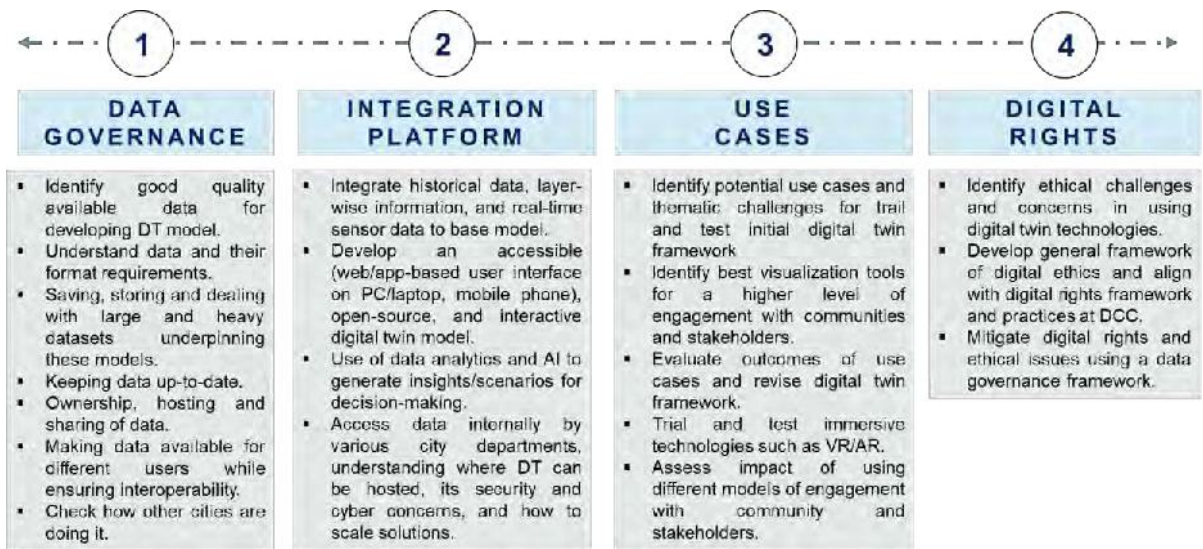 1
2
3
4
DATA
GOVERNANCE
▪ Identify good quality
available data for
developing DT model.
▪ Understand data and their
format requirements.
▪ Saving, storing and dealing
with large and heavy
datasets underpinning
these models.
▪ Keeping data up-to-date.
▪ Ownership, hosting and
sharing of data.
▪ Making data available for
different users while
ensuring interoperability.
▪ Check how other cities are
doing it.
INTEGRATION
PLATFORM
▪ Integrate historical data, layer-
wise information, and real-time
sensor data to base model.
▪ Develop an accessible
(web/app-based user interface
on PC/laptop, mobile phone),
open-source, and interactive
digital twin model.
▪ Use of data analytics and AI to
generate insights/scenarios for
decision-making.
▪ Access data internally by
various city departments,
understanding where DT can
be hosted, its security and
cyber concerns, and how to
scale solutions.
USE
CASES
▪ Identify potential use cases and
thematic challenges for trail
and test initial digital twin
framework
▪ Identify best visualization tools
for a higher level of
engagement with communities
and stakeholders.
▪ Evaluate outcomes of use
cases and revise digital twin
framework.
▪ Trial and test immersive
technologies such as VR/AR.
▪ Assess impact of using
different models of engagement
with community and
stakeholders.
DIGITAL
RIGHTS
▪ Identify ethical challenges
and concerns in using
digital twin technologies.
▪ Develop general framework
of digital ethics and align
with digital rights framework
and practices at DCC.
▪ Mitigate digital rights and
ethical issues using a data
governance framework.